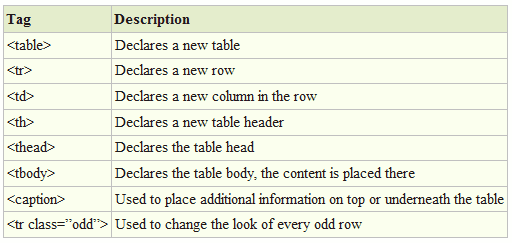 Tag Description
<table> Declares a new table
<tr> Declares a new row
<td> Declares a new column in the row
<th> Declares a new table header
<thead> Declares the table head
<tbody> Declares the table body, the content is placed there
<caption> Used to place additional information on top or underneath the table
<tr class=”odd”> Used to change the look of every odd row